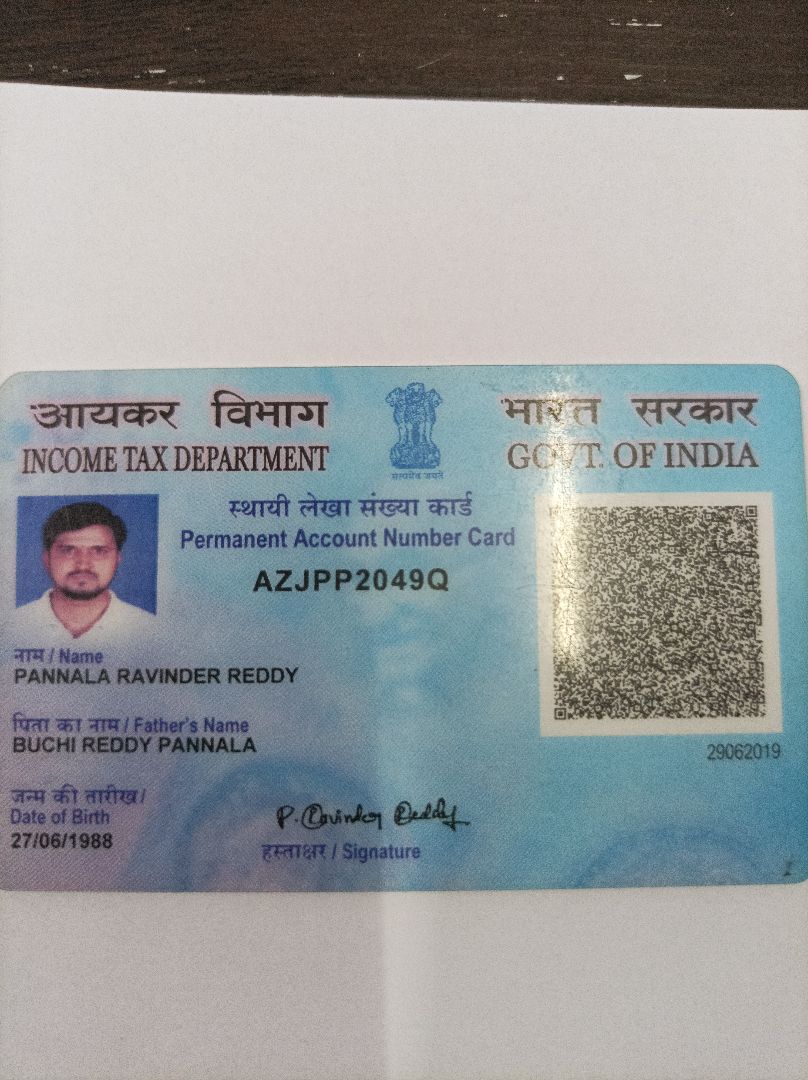 आयकर विभाग
INCOME TAX DEPARTMENT
सत्यमेव जयते
भारत सरकार
GOVT. OF INDIA
स्थायी लेखा संख्या कार्ड
Permanent Account Number Card
AZJPP2049Q
नाम / Name
PANNALA RAVINDER REDDY
पिता का नाम / Father's Name
BUCHI REDDY PANNALA
29062019
जन्म की तारीख /
Date of Birth
27/06/1988
P. Ravinder Reddy
हस्ताक्षर / Signature